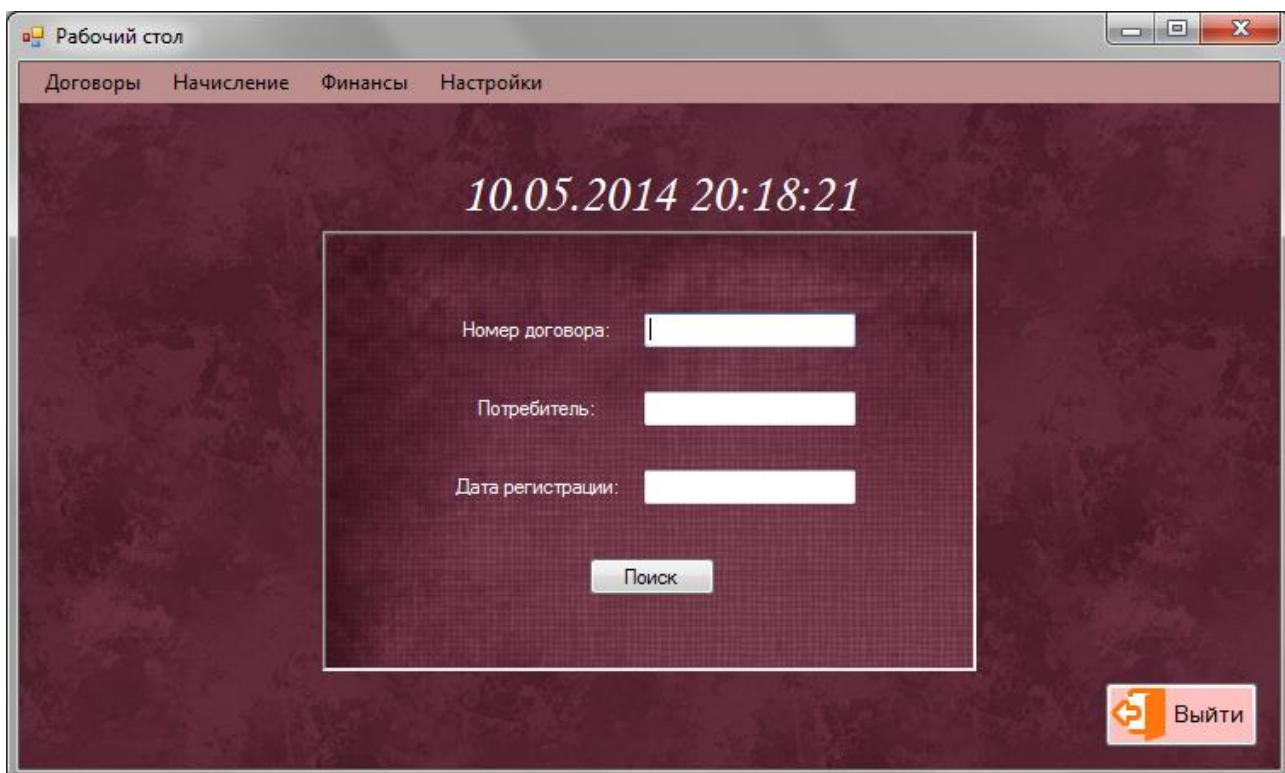 Рабочий стол
Договоры Начисление Финансы Настройки
10.05.2014 20:18:21
Номер договора:
Потребитель:
Дата регистрации:
Поиск
Выйти